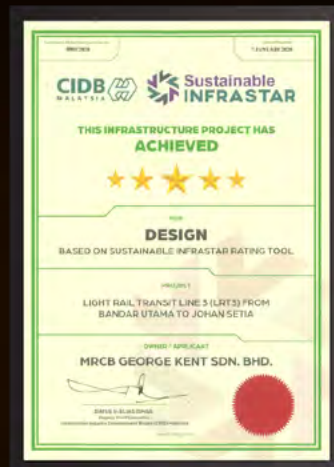 CIDB
MALAYSIA
Sustainable
INFRASTAR
THIS INFRASTRUCTURE PROJECT HAS
ACHIEVED
FOR
DESIGN
BASED ON SUSTAINABLE INFRASTAR RATING TOOL
PROJECT
LIGHT RAIL TRANSIT LINE 3 (LRT3) FROM
BANDAR UTAMA TO JOHAN SETIA
OWNER / APPLICANT
MRCB GEORGE KENT SDN. BHD.